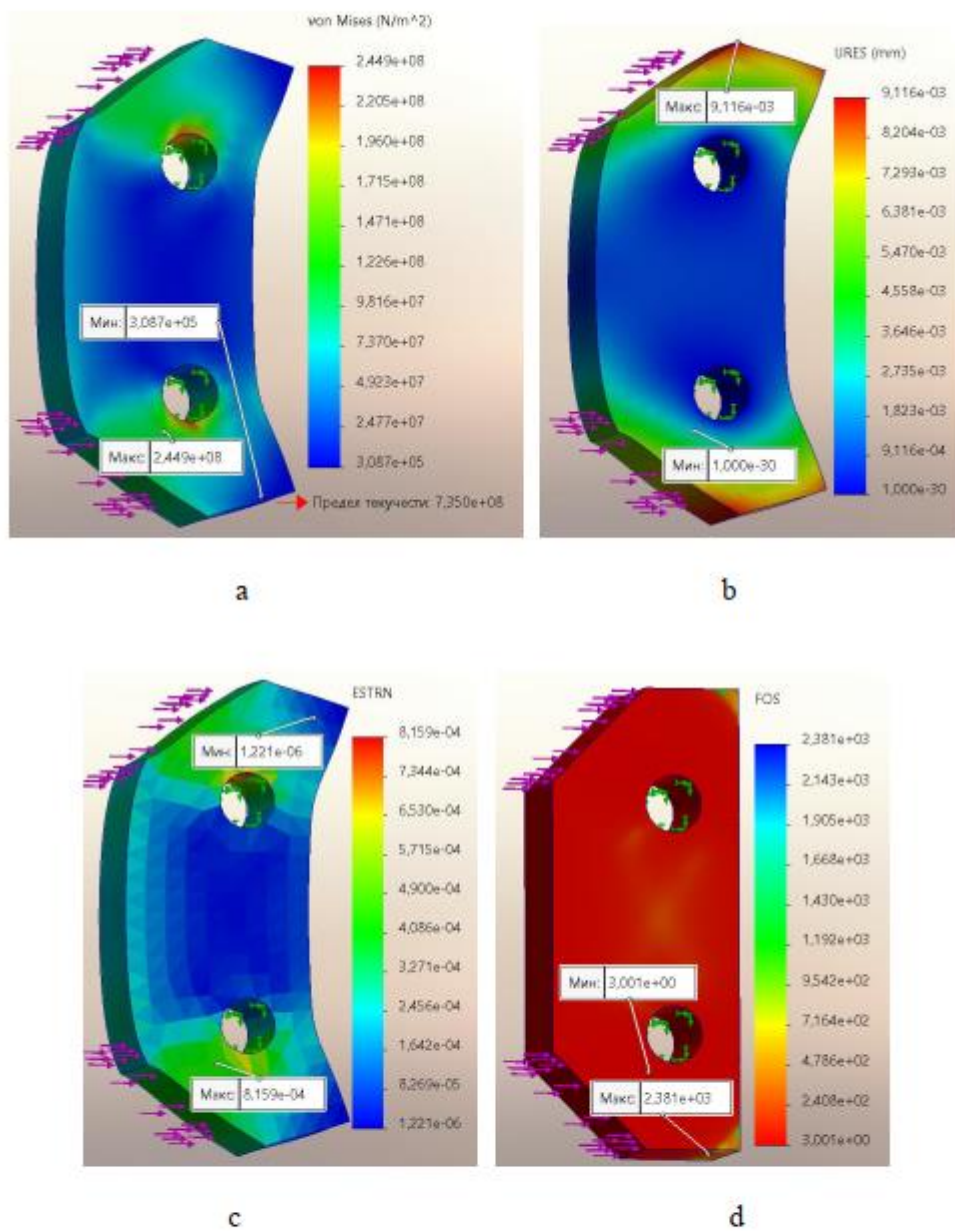 von Mises (N/m^2)
2,449e+08
2,205e+08
1,960e+08
1,715e+08
1,471e+08
1,226e+08
9,816e+07
7,370e+07
4,923e+07
2,477e+07
3,087e+05
Мин: 3,087e+05
Макс: 2,449e+08
Предел текучести: 7,350e+08
a
URES (mm)
9,116e-03
8,204e-03
7,293e-03
6,381e-03
5,470e-03
4,558e-03
3,646e-03
2,735e-03
1,823e-03
9,116e-04
1,000e-30
Макс: 9,116e-03
Мин: 1,000e-30
b
ESTRN
8,159e-04
7,344e-04
6,530e-04
5,715e-04
4,900e-04
4,086e-04
3,271e-04
2,456e-04
1,642e-04
8,269e-05
1,221e-06
Мин: 1,221e-06
Макс: 8,159e-04
c
FOS
2,381e+03
2,143e+03
1,905e+03
1,668e+03
1,430e+03
1,192e+03
9,542e+02
7,164e+02
4,786e+02
2,408e+02
3,001e+00
Мин: 3,001e+00
Макс: 2,381e+03
d